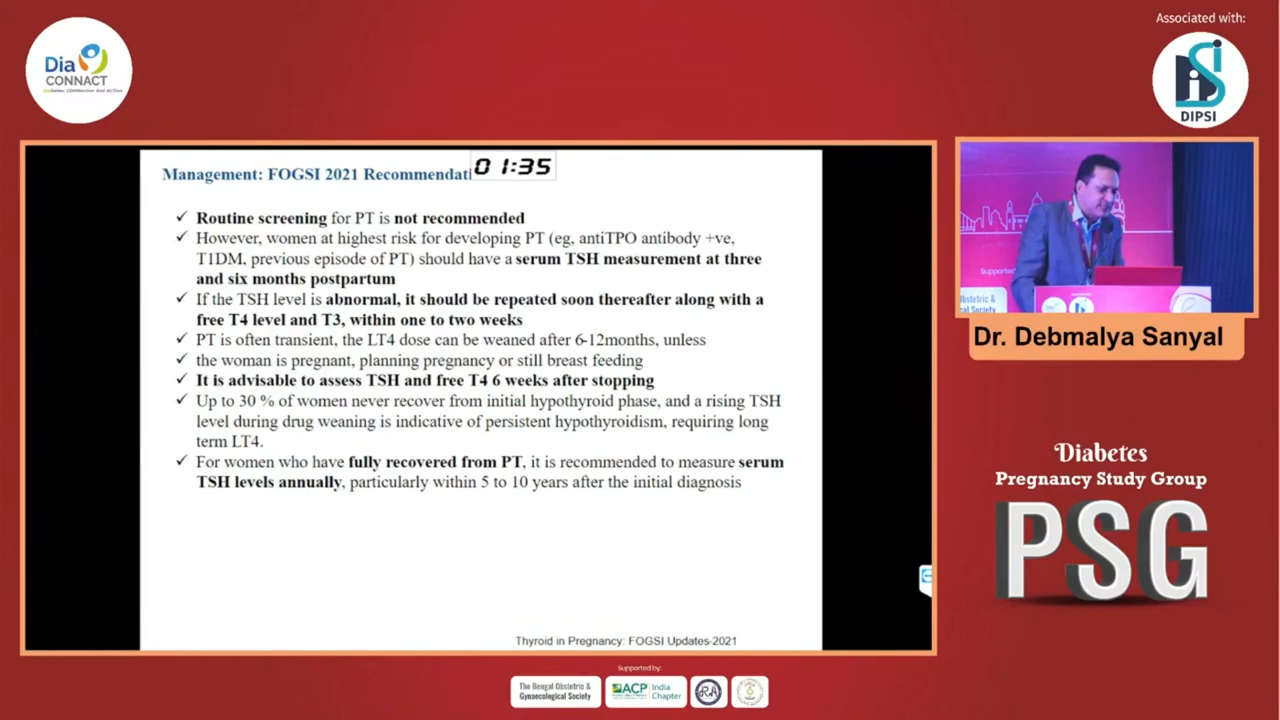 Associated with:
Dia
CONNACT
DIPSI
Management: FOGSI 2021 Recommendati
01:35
✓ Routine screening for PT is not recommended
✓ However, women at highest risk for developing PT (eg, antiTPO antibody +ve,
T1DM, previous episode of PT) should have a serum TSH measurement at three
and six months postpartum
✓ If the TSH level is abnormal, it should be repeated soon thereafter along with a
free T4 level and T3, within one to two weeks
✓ PT is often transient, the LT4 dose can be weaned after 6-12months, unless
✓ the woman is pregnant, planning pregnancy or still breast feeding
✓ It is advisable to assess TSH and free T4 6 weeks after stopping
✓ Up to 30 % of women never recover from initial hypothyroid phase, and a rising TSH
level during drug weaning is indicative of persistent hypothyroidism, requiring long
term LT4.
✓ For women who have fully recovered from PT, it is recommended to measure serum
TSH levels annually, particularly within 5 to 10 years after the initial diagnosis
Thyroid in Pregnancy: FOGSI Updates-2021
Dr. Debmalya Sanyal
Diabetes
Pregnancy Study Group
PSG
Supported by:
The Bengal Obstetric &
Gynaecological Society
ACP
India
Chapter